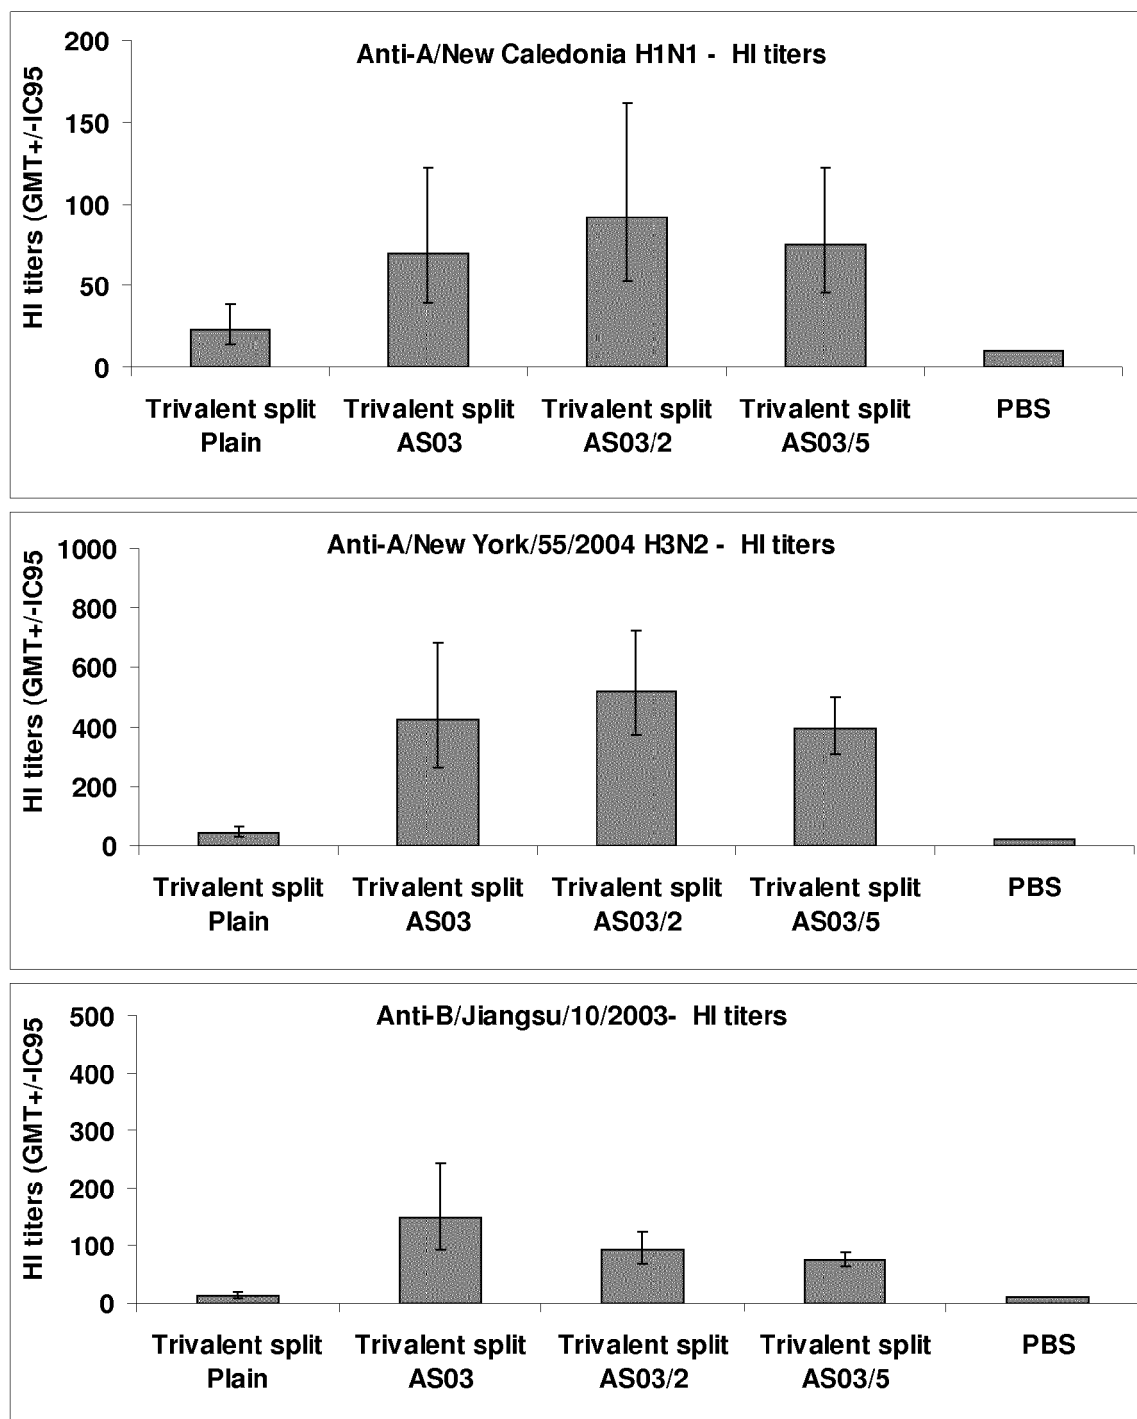 Anti-A/New Caledonia H1N1 -  HI titers
HI titers (GMT+/-IC95
200
150
100
50
0
Trivalent split Plain
Trivalent split AS03
Trivalent split AS03/2
Trivalent split AS03/5
PBS
Anti-A/New York/55/2004 H3N2 -  HI titers
HI titers (GMT+/-IC95
1000
800
600
400
200
0
Trivalent split Plain
Trivalent split AS03
Trivalent split AS03/2
Trivalent split AS03/5
PBS
Anti-B/Jiangsu/10/2003-  HI titers
HI titers (GMT+/-IC95
500
400
300
200
100
0
Trivalent split Plain
Trivalent split AS03
Trivalent split AS03/2
Trivalent split AS03/5
PBS